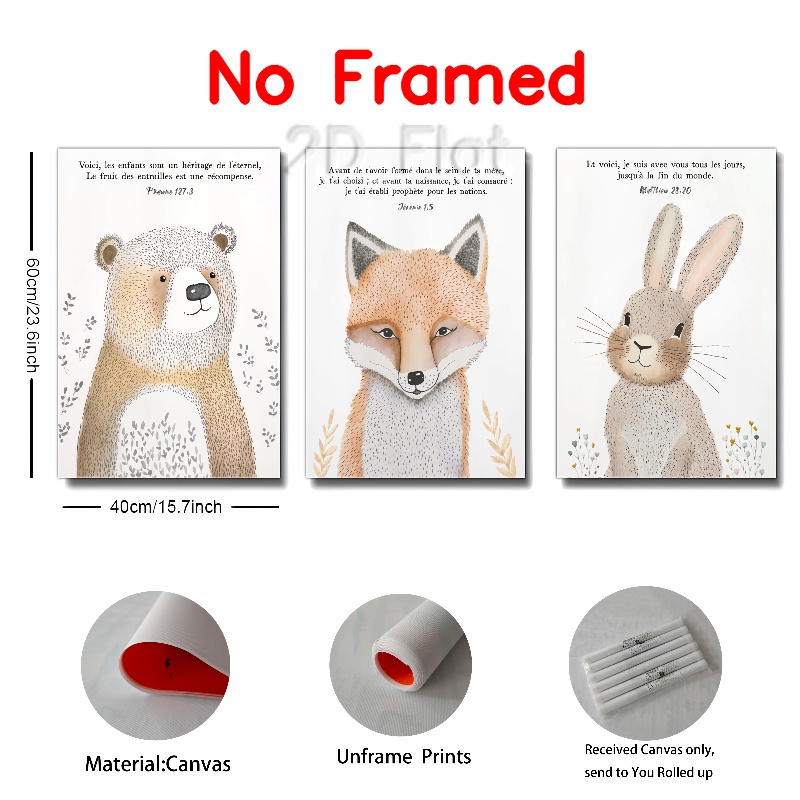 No Framed
2D Flat
Voici, les enfants sont un héritage de l'éternel,
Le fruit des entrailles est une récompense.
Psaume 127.3
Avant de t'avoir formé dans le sein de ta mère,
je t'ai choizi ; et avant ta naissance, je t'ai consacré :
je t'ai établi prophète pour les nations.
Jeremie 1.5
Et voici, je suis avec vous tous les jours,
jusqu'à la fin du monde.
Matthieu 28.20
60cm/23.6inch
40cm/15.7inch
Material:Canvas
Unframe Prints
Received Canvas only,
send to You Rolled up